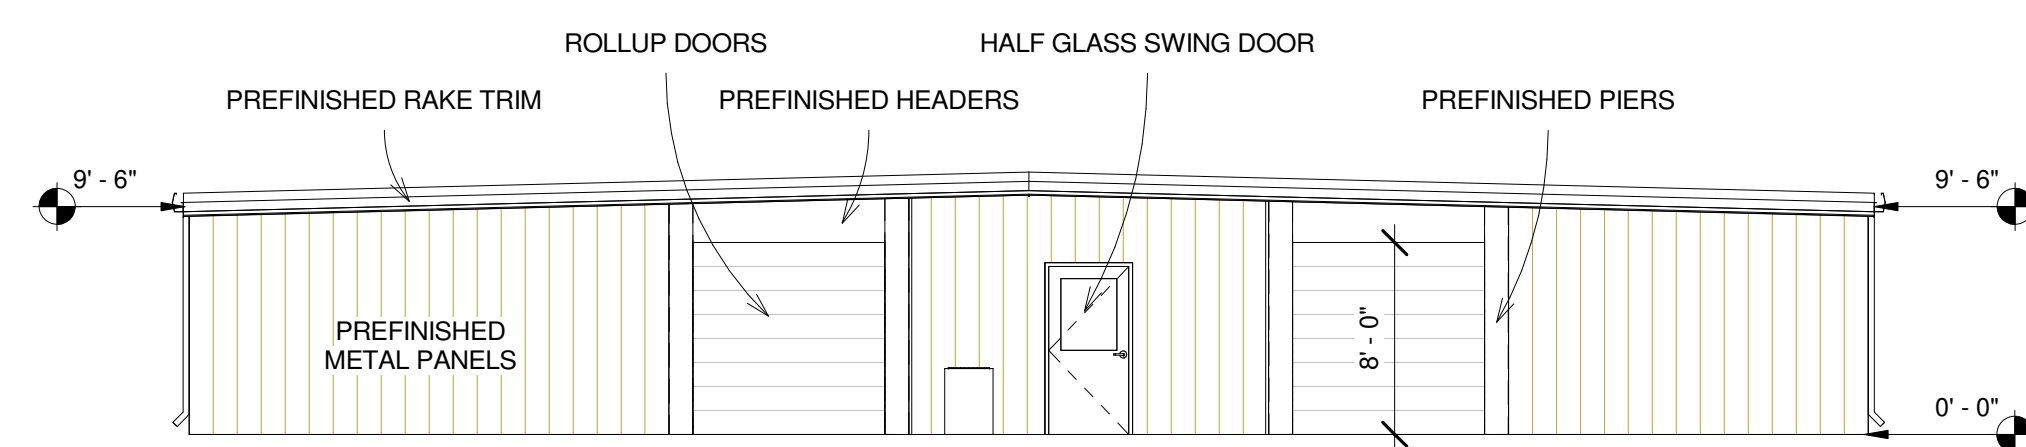 ROLLUP DOORS
HALF GLASS SWING DOOR
PREFINISHED RAKE TRIM
PREFINISHED HEADERS
PREFINISHED PIERS
9' - 6"
9' - 6"
PREFINISHED
METAL PANELS
8' - 0"
0' - 0"